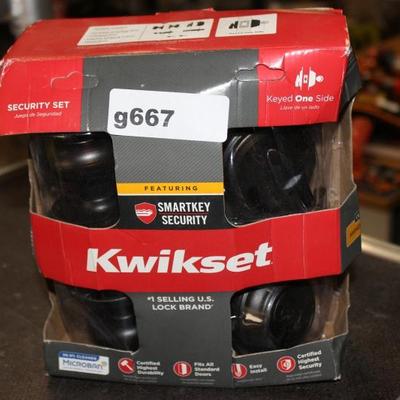 SECURITY SET
Juego de Seguridad
Keyed One Side
Llave de un lado
g667
FEATURING
SMARTKEY
SECURITY
Kwikset
#1 SELLING U.S.
LOCK BRAND
MICROBAN
Certified
Highest
Durability
Fits All
Standard
Doors
Easy
Install
Certified
Highest
Security